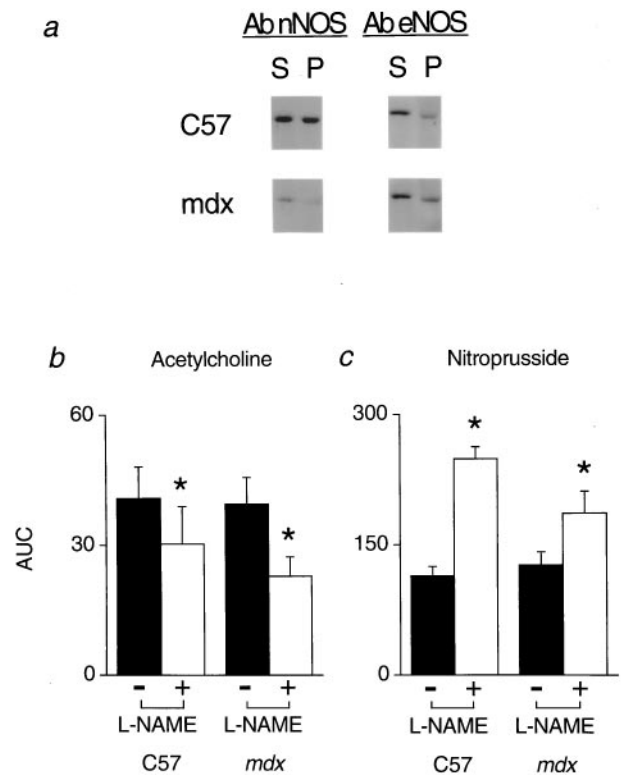 a
Ab nNOS Ab eNOS
S P S P
C57
mdx
b Acetylcholine
c Nitroprusside
60
30
0
AUC
* *
- + - +
L-NAME L-NAME
C57 mdx
300
150
0
* *
- + - +
L-NAME L-NAME
C57 mdx